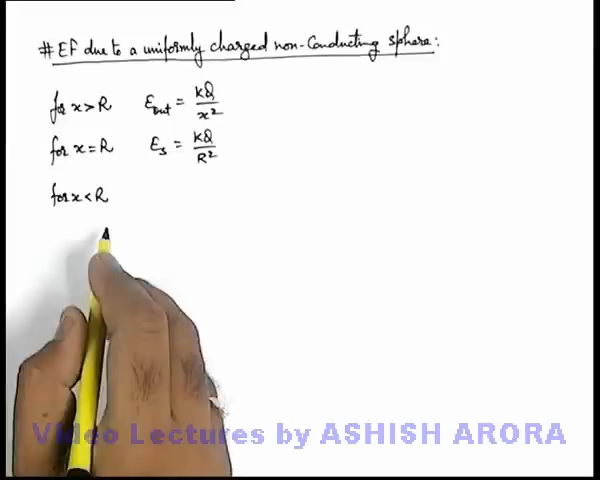 # EF due to a uniformly charged non-Conducting sphere:
for x > R   E_out = kQ/x²
for x = R   E_s = kQ/R²
for x < R
Video Lectures by ASHISH ARORA